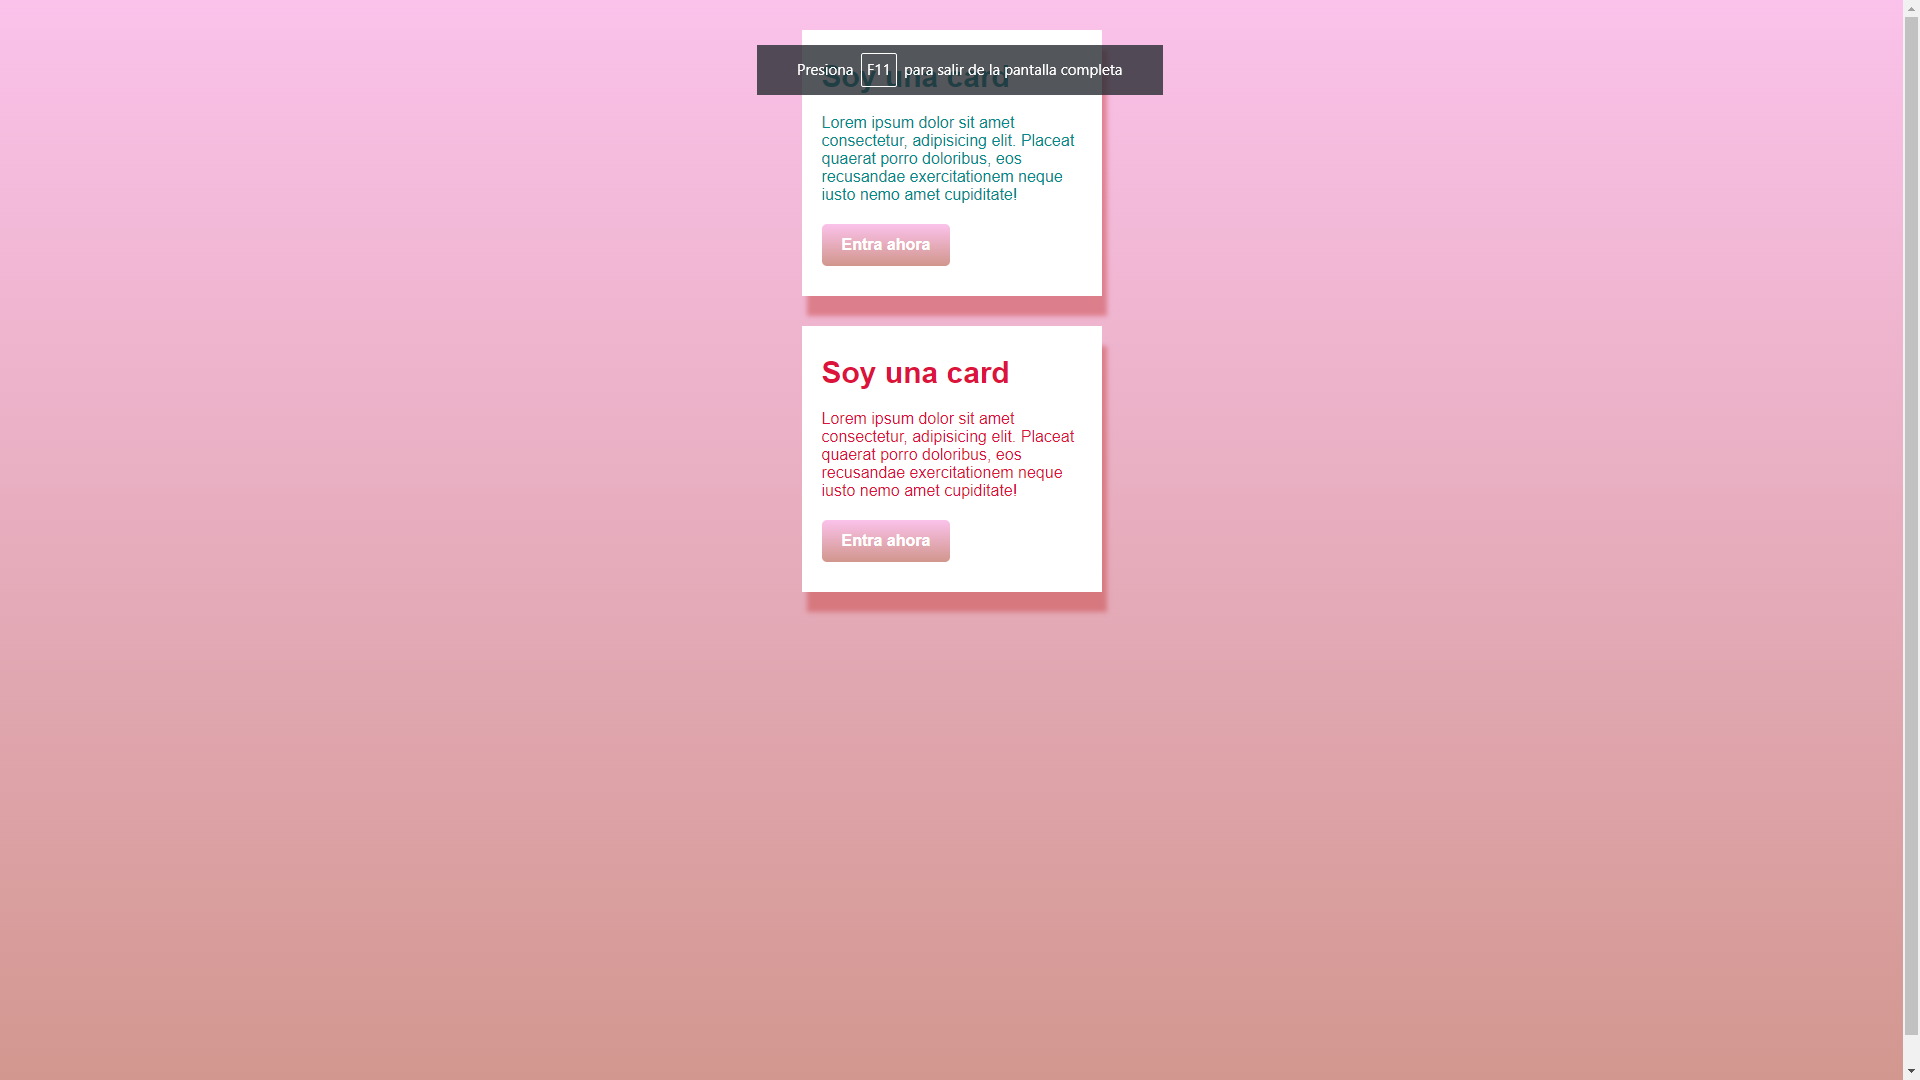 Presiona F11 para salir de la pantalla completa
Soy una card
Lorem ipsum dolor sit amet
consectetur, adipisicing elit. Placeat
quaerat porro doloribus, eos
recusandae exercitationem neque
iusto nemo amet cupiditate!
Entra ahora
Soy una card
Lorem ipsum dolor sit amet
consectetur, adipisicing elit. Placeat
quaerat porro doloribus, eos
recusandae exercitationem neque
iusto nemo amet cupiditate!
Entra ahora